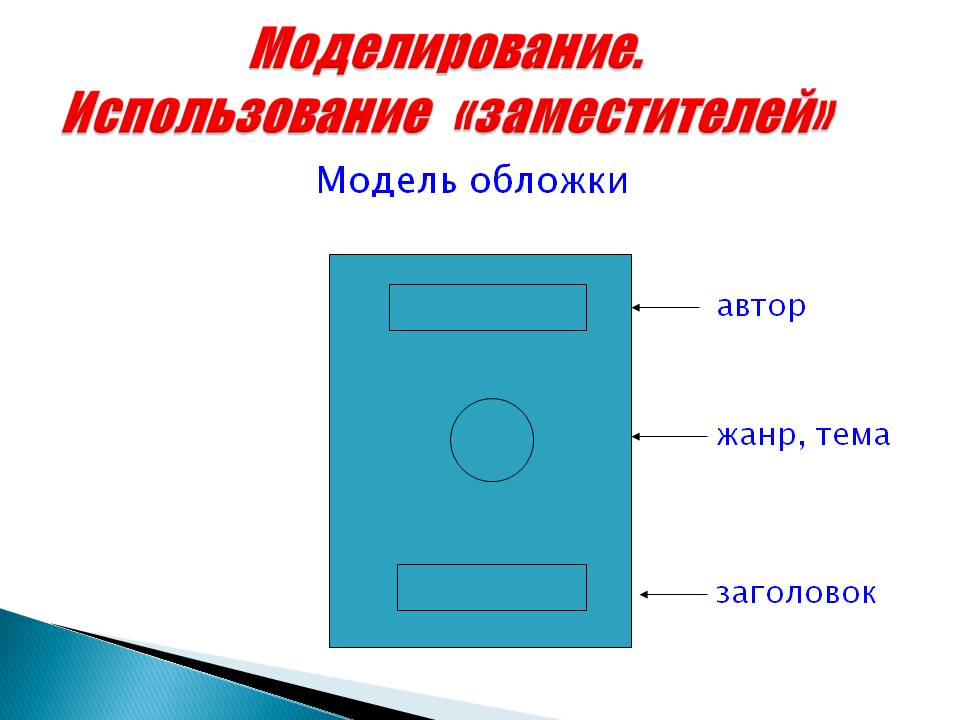 Моделирование.
Использование «заместителей»
Модель обложки
автор
жанр, тема
заголовок